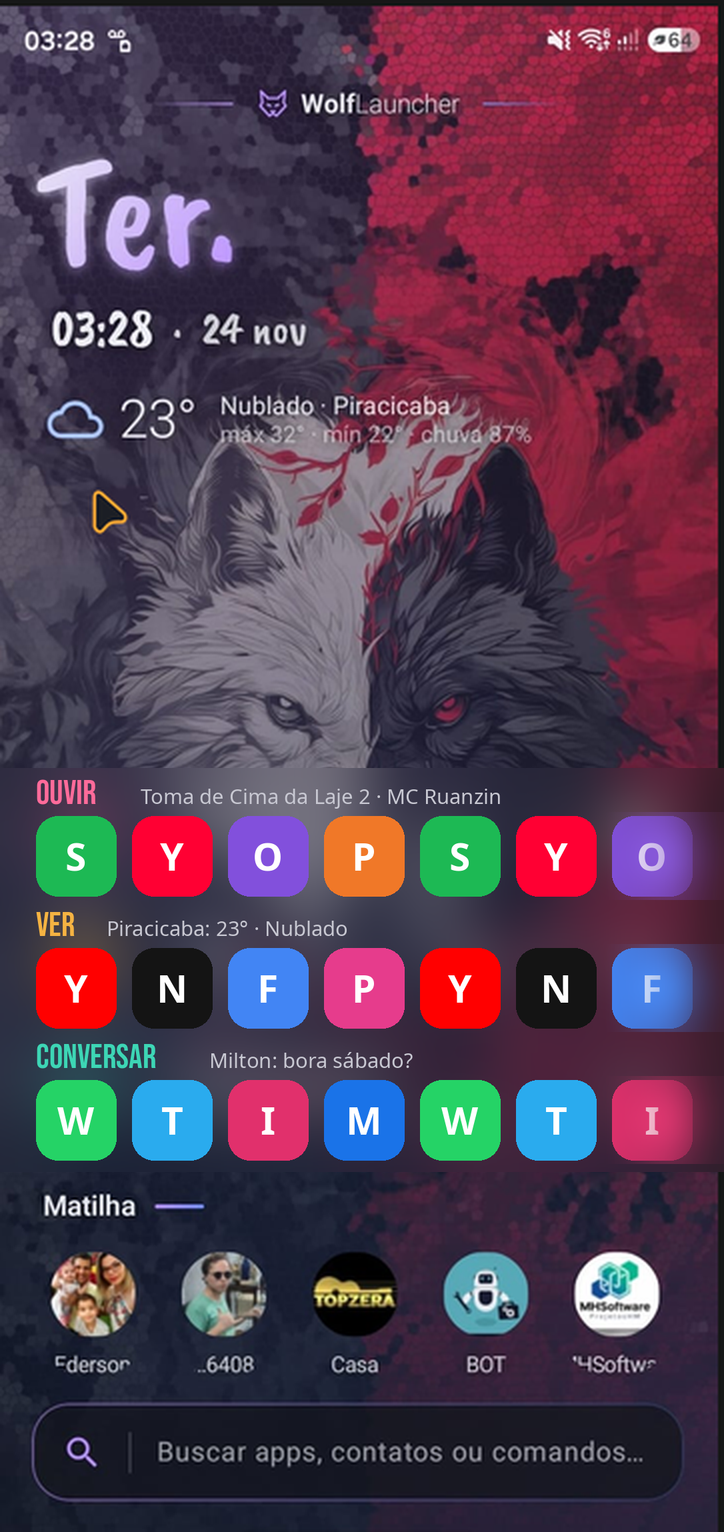 03:28
64
WolfLauncher
Ter.
03:28 · 24 nov
23° Nublado · Piracicaba
máx 32° · mín 22° · chuva 87%
OUVIR Toma de Cima da Laje 2 · MC Ruanzin
S Y O P S Y O
VER Piracicaba: 23° · Nublado
Y N F P Y N F
CONVERSAR Milton: bora sábado?
W T I M W T I
Matilha
TOPZERA
MHSoftware
Ederson ..6408 Casa BOT
Buscar apps, contatos ou comandos...